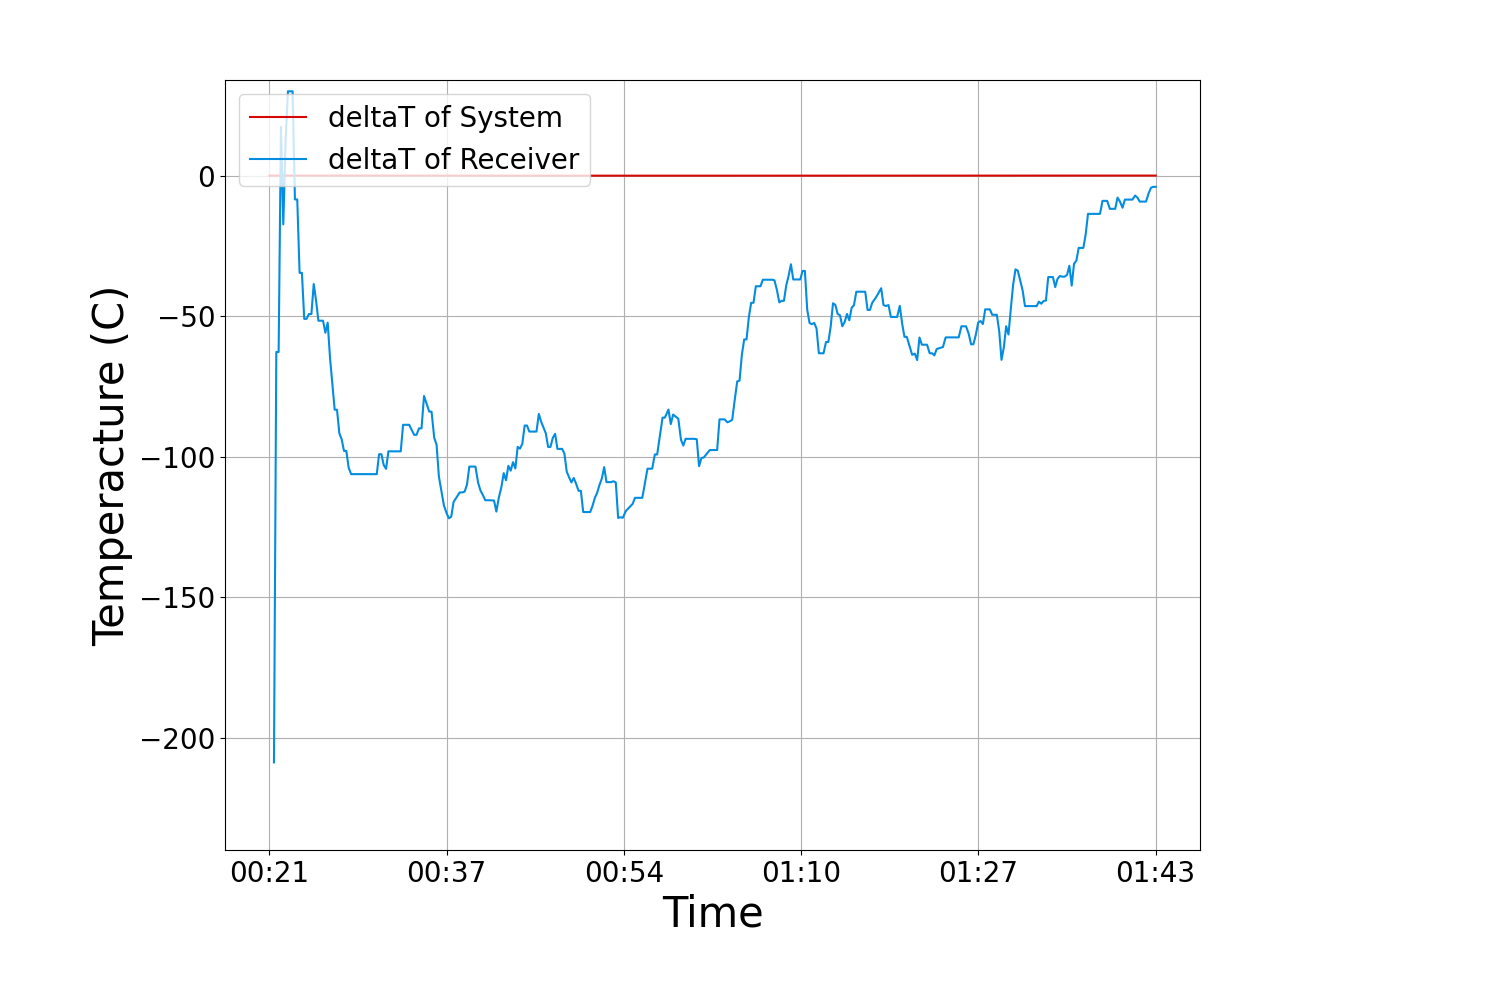 deltaT of System
deltaT of Receiver
0
−50
−100
−150
−200
Temperacture (C)
00:21 00:37 00:54 01:10 01:27 01:43
Time